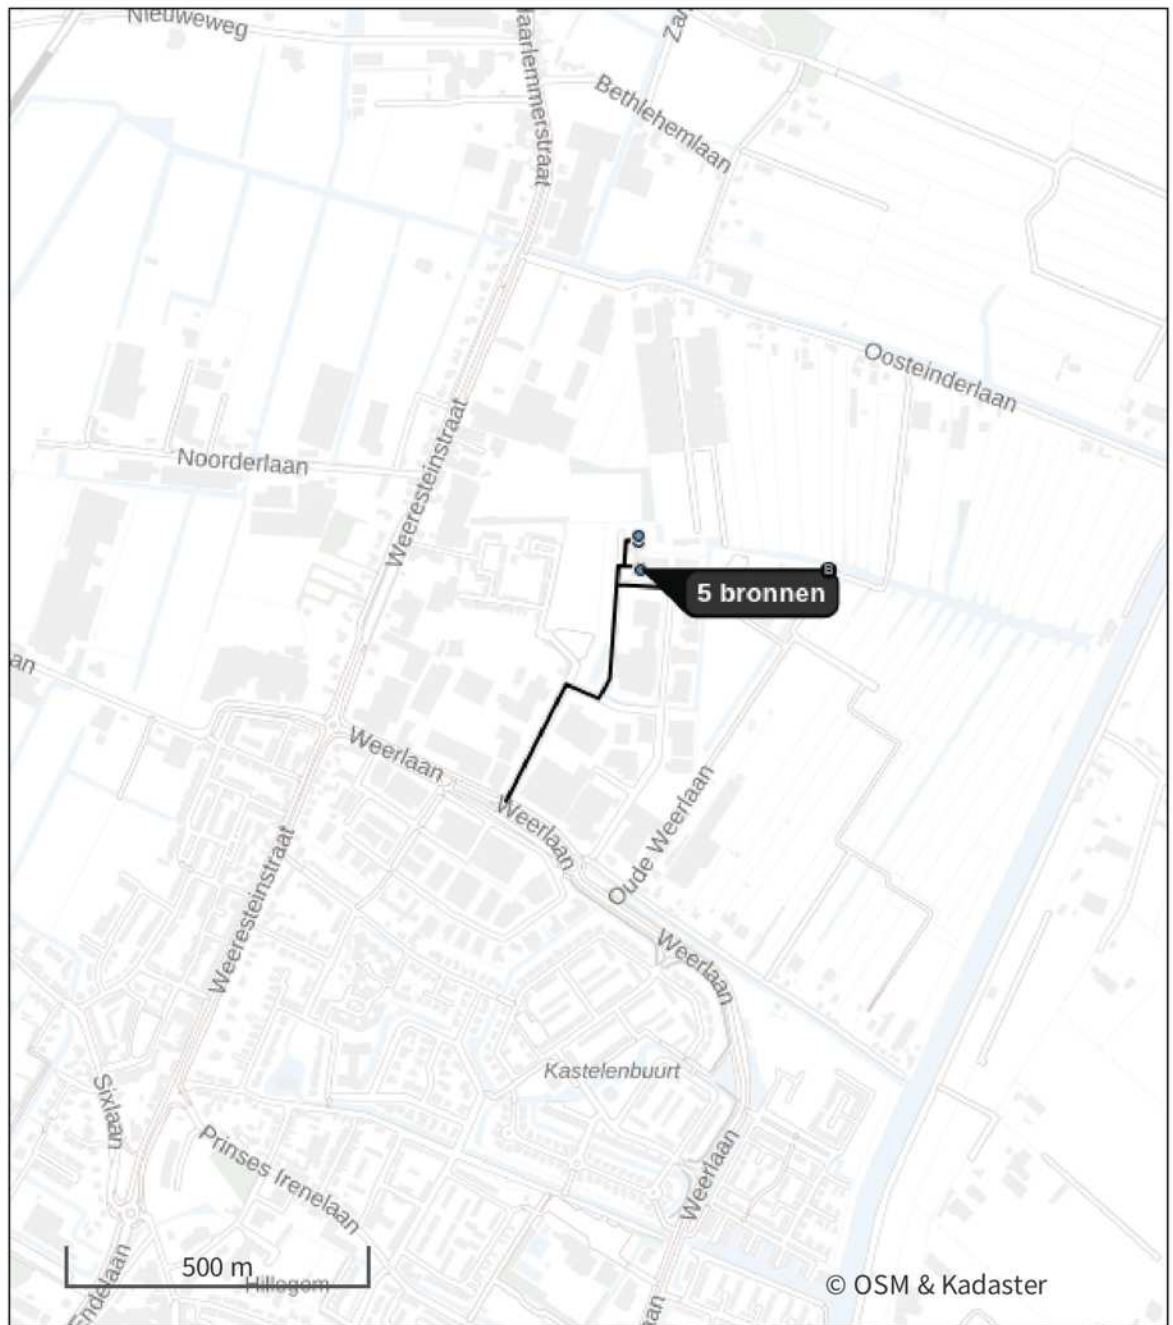 Nieuweweg
Haarlemmerstraat
Bethlehemlaan
Oosteinderlaan
Noorderlaan
Weeresteinstraat
B
5 bronnen
an
Weerlaan
Weerlaan
Oude Weerlaan
Weeresteinstraat
Weerlaan
Kastelenbuurt
Sixlaan
Prinses Irenelaan
Weerlaan
500 m
Hillegom
© OSM & Kadaster